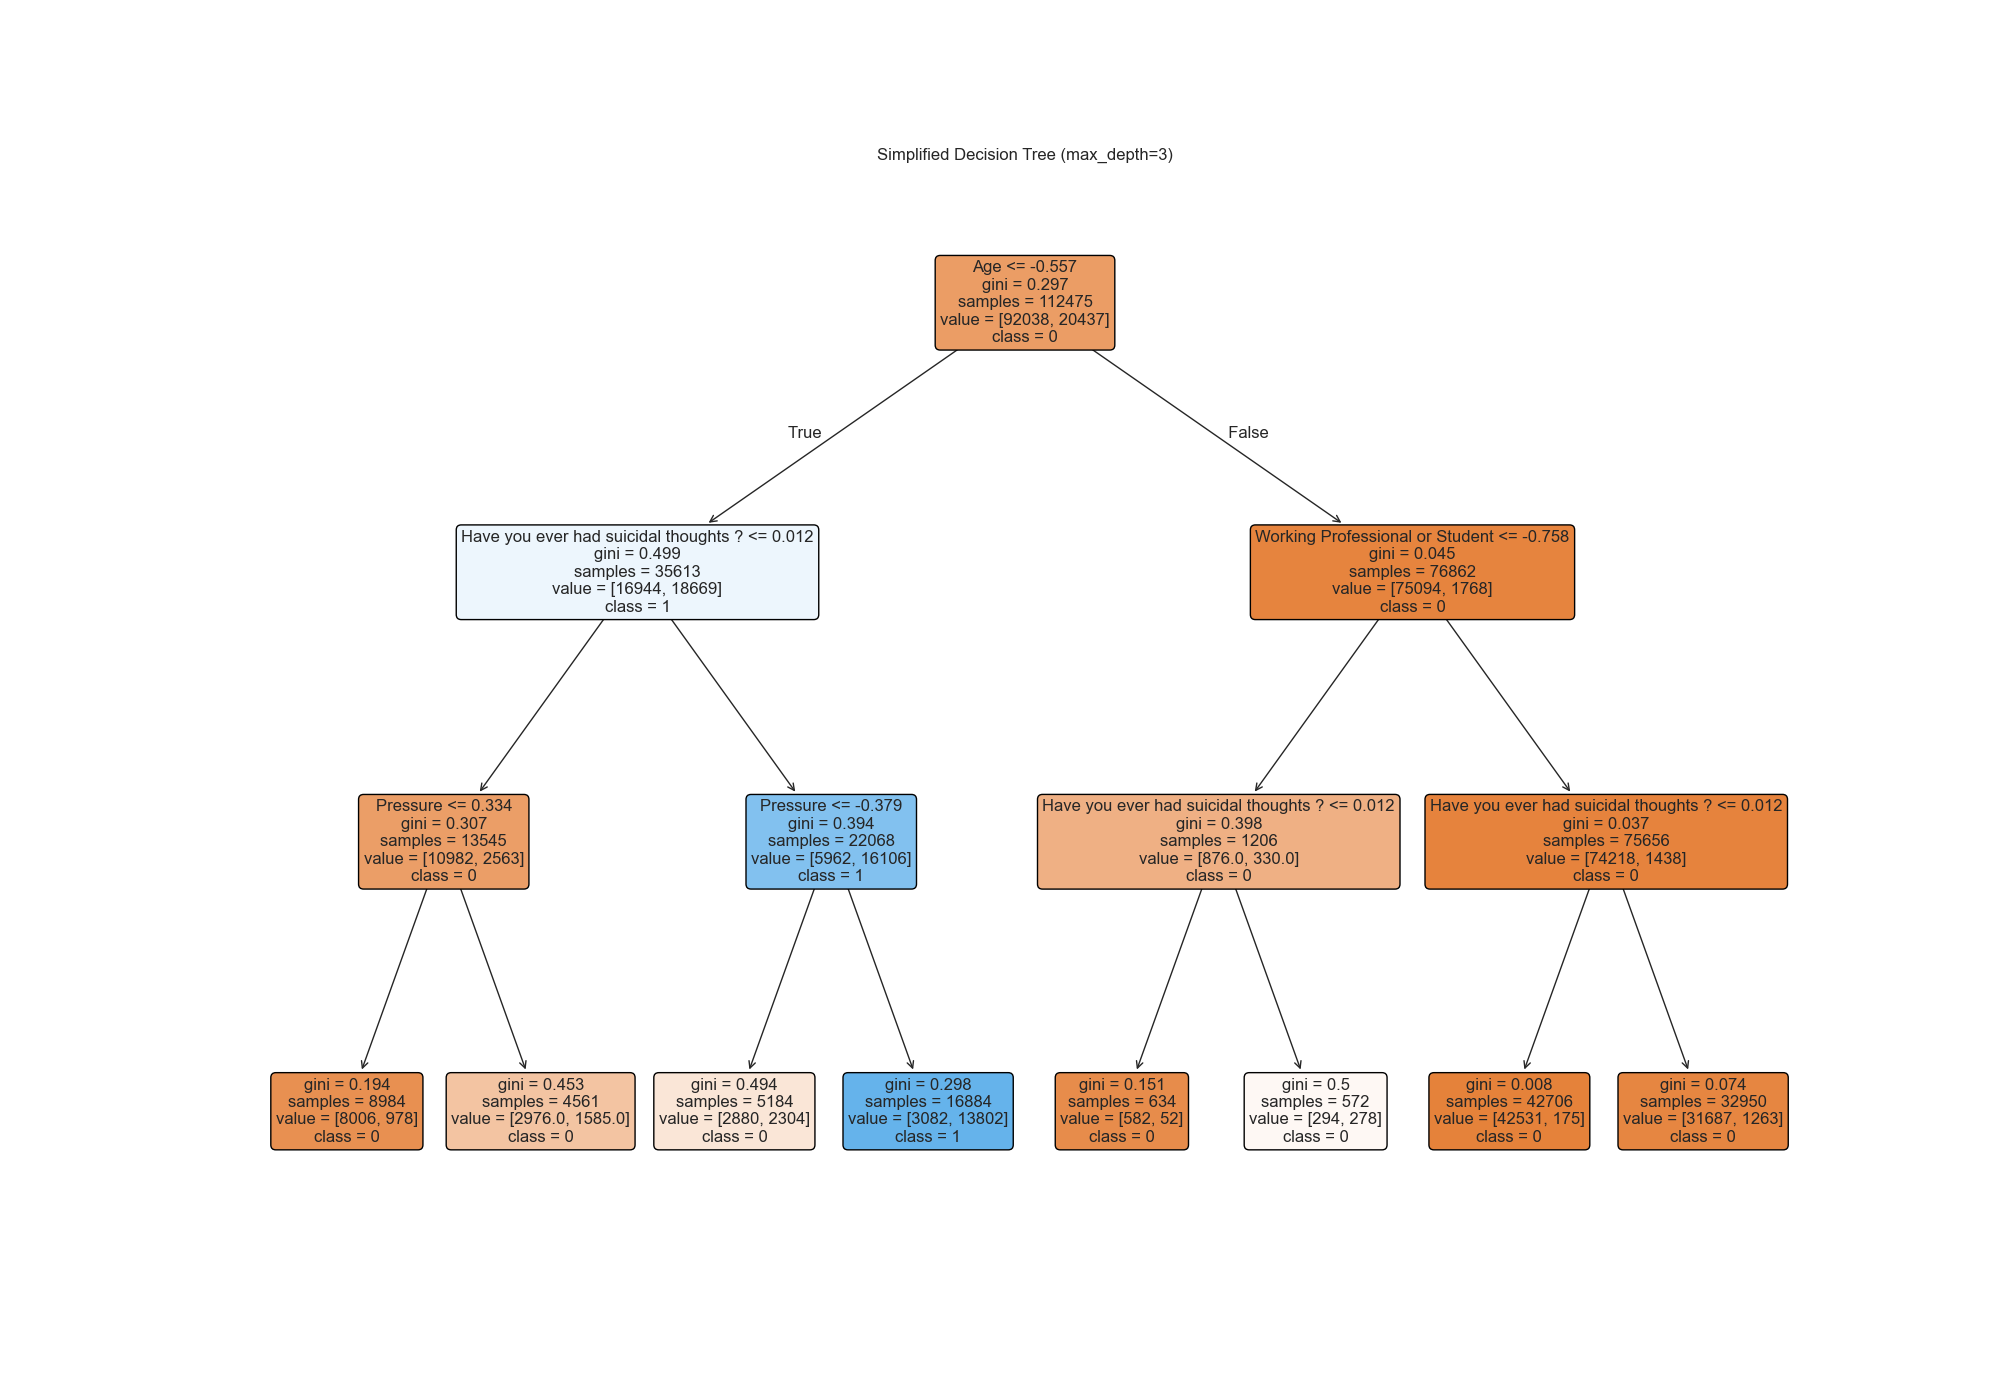 Simplified Decision Tree (max_depth=3)
Age <= -0.557
gini = 0.297
samples = 112475
value = [92038, 20437]
class = 0
True
False
Have you ever had suicidal thoughts ? <= 0.012
gini = 0.499
samples = 35613
value = [16944, 18669]
class = 1
Working Professional or Student <= -0.758
gini = 0.045
samples = 76862
value = [75094, 1768]
class = 0
Pressure <= 0.334
gini = 0.307
samples = 13545
value = [10982, 2563]
class = 0
Pressure <= -0.379
gini = 0.394
samples = 22068
value = [5962, 16106]
class = 1
Have you ever had suicidal thoughts ? <= 0.012
gini = 0.398
samples = 1206
value = [876.0, 330.0]
class = 0
Have you ever had suicidal thoughts ? <= 0.012
gini = 0.037
samples = 75656
value = [74218, 1438]
class = 0
gini = 0.194
samples = 8984
value = [8006, 978]
class = 0
gini = 0.453
samples = 4561
value = [2976.0, 1585.0]
class = 0
gini = 0.494
samples = 5184
value = [2880, 2304]
class = 0
gini = 0.298
samples = 16884
value = [3082, 13802]
class = 1
gini = 0.151
samples = 634
value = [582, 52]
class = 0
gini = 0.5
samples = 572
value = [294, 278]
class = 0
gini = 0.008
samples = 42706
value = [42531, 175]
class = 0
gini = 0.074
samples = 32950
value = [31687, 1263]
class = 0